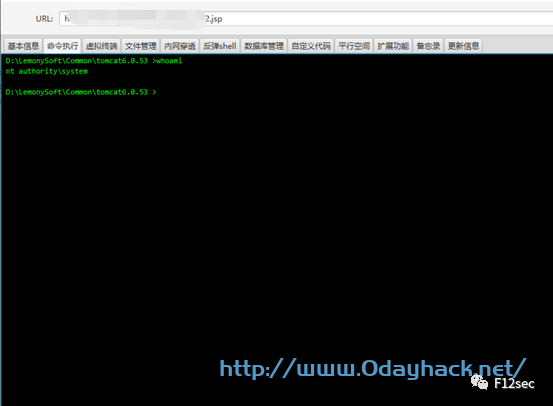 URL:
2.jsp
基本信息 命令执行 虚拟终端 文件管理 内网穿透 反弹shell 数据库管理 自定义代码 平行空间 扩展功能 备忘录 更新信息
D:\LemonySoft\Common\tomcat6.0.53 >whoami
nt authority\system
D:\LemonySoft\Common\tomcat6.0.53 >
http://www.0dayhack.net/
F12sec